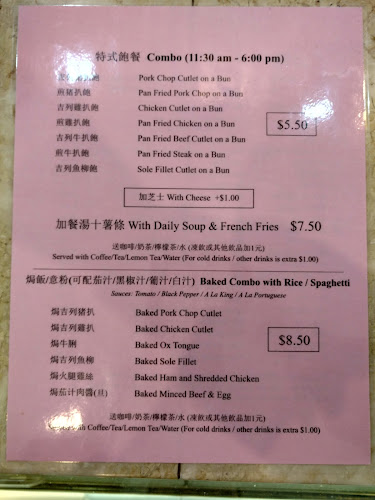 特式飽餐 Combo (11:30 am - 6:00 pm)
吉列豬扒飽 Pork Chop Cutlet on a Bun
煎豬扒飽 Pan Fried Pork Chop on a Bun
吉列雞扒飽 Chicken Cutlet on a Bun
煎雞扒飽 Pan Fried Chicken on a Bun
$5.50
吉列牛扒飽 Pan Fried Beef Cutlet on a Bun
煎牛扒飽 Pan Fried Steak on a Bun
吉列魚柳飽 Sole Fillet Cutlet on a Bun
加芝士 With Cheese +$1.00
加餐湯十薯條 With Daily Soup & French Fries $7.50
送咖啡/奶茶/檸檬茶/水 (凍飲或其他飲品加1元)
Served with Coffee/Tea/Lemon Tea/Water (For cold drinks / other drinks is extra $1.00)
焗飯/意粉(可配茄汁/黑椒汁/葡汁/白汁) Baked Combo with Rice / Spaghetti
Sauces: Tomato / Black Pepper / A La King / A La Portuguese
焗吉列豬扒 Baked Pork Chop Cutlet
焗吉列雞扒 Baked Chicken Cutlet
焗牛脷 Baked Ox Tongue
$8.50
焗吉列魚柳 Baked Sole Fillet
焗火腿雞絲 Baked Ham and Shredded Chicken
焗茄汁肉醬(旦) Baked Minced Beef & Egg
送咖啡/奶茶/檸檬茶/水 (凍飲或其他飲品加1元)
Served with Coffee/Tea/Lemon Tea/Water (For cold drinks / other drinks is extra $1.00)